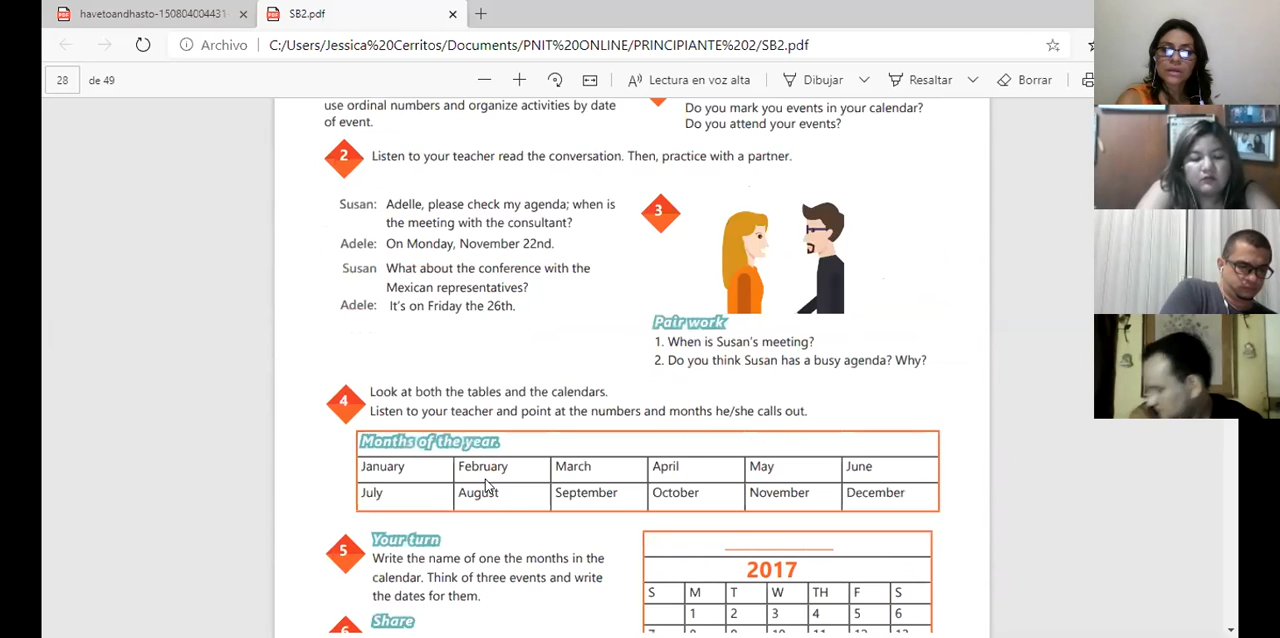 havetoandhasto-150804004431
SB2.pdf
Archivo
C:/Users/Jessica%20Cerritos/Documents/PNIT%20ONLINE/PRINCIPIANTE%202/SB2.pdf
28 de 49
Lectura en voz alta
Dibujar
Resaltar
Borrar
use ordinal numbers and organize activities by date
of event.
Do you mark you events in your calendar?
Do you attend your events?
2 Listen to your teacher read the conversation. Then, practice with a partner.
Susan: Adelle, please check my agenda; when is
the meeting with the consultant?
Adele: On Monday, November 22nd.
Susan What about the conference with the
Mexican representatives?
Adele: It's on Friday the 26th.
3
Pair work
1. When is Susan's meeting?
2. Do you think Susan has a busy agenda? Why?
4 Look at both the tables and the calendars.
Listen to your teacher and point at the numbers and months he/she calls out.
Months of the year.
January February March April May June
July August September October November December
5 Your turn
Write the name of one the months in the
calendar. Think of three events and write
the dates for them.
6 Share
2017
S M T W TH F S
1 2 3 4 5 6